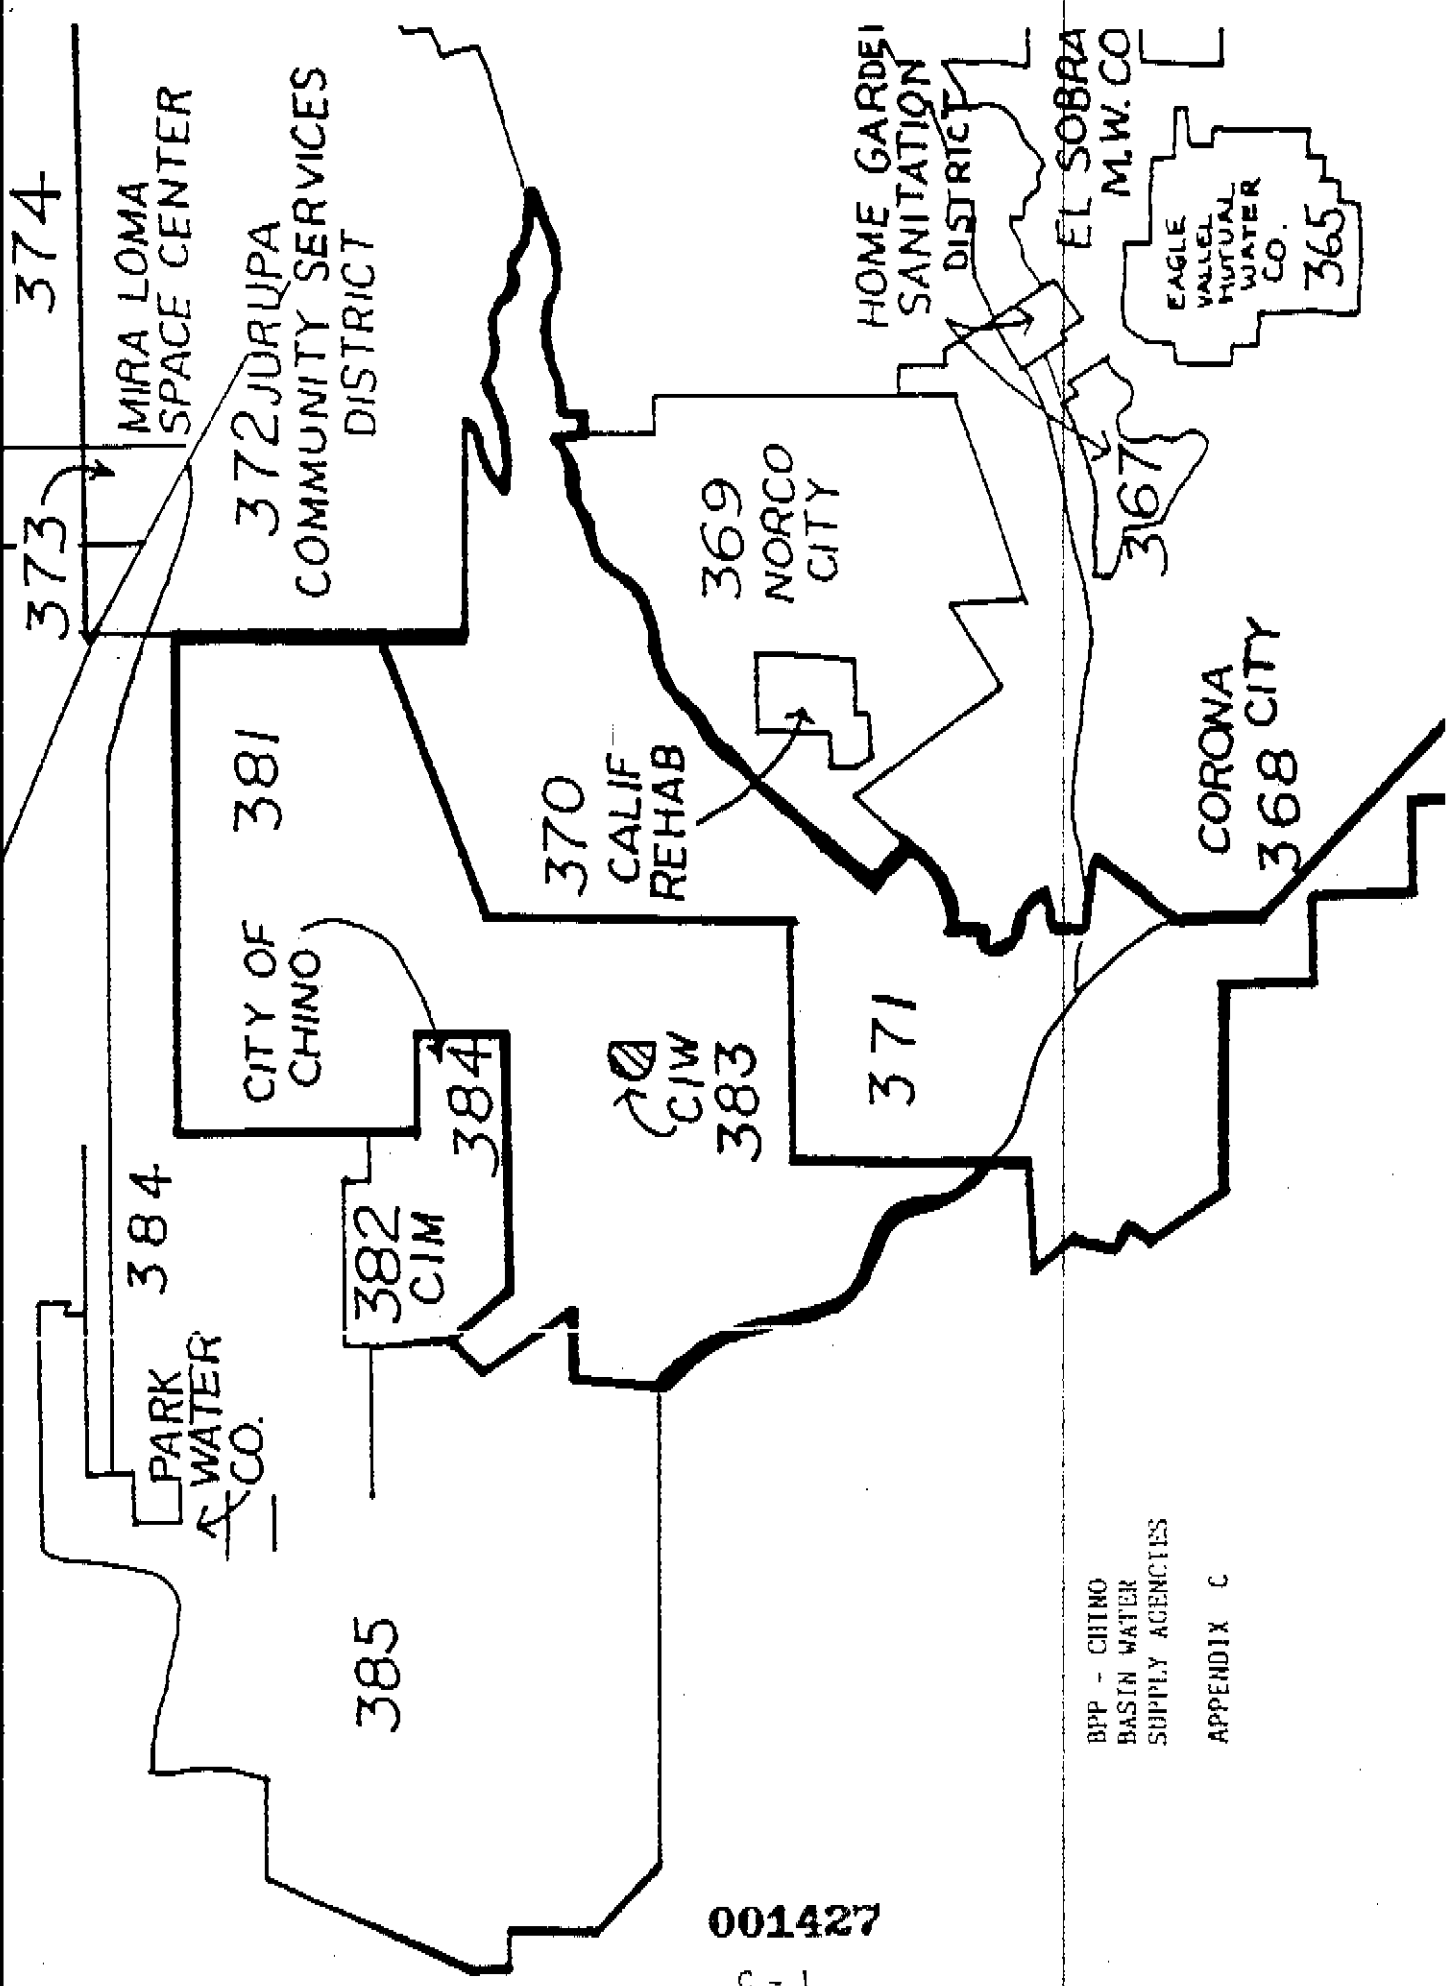 374
373
MIRA LOMA
SPACE CENTER
372 JURUPA
COMMUNITY SERVICES
DISTRICT
381
CITY OF
CHINO
384
384
PARK
WATER
CO.
382
CIM
385
370
CALIF
REHAB
369
NORCO
CITY
CIW
383
371
HOME GARDEI
SANITATION
DISTRICT
EL SOBRA
M.W. CO
EAGLE
VALLEL
MUTUAL
WATER
CO.
365
367
CORONA
368 CITY
BPP - CHINO
BASIN WATER
SUPPLY AGENCIES
APPENDIX C
001427
C - 1